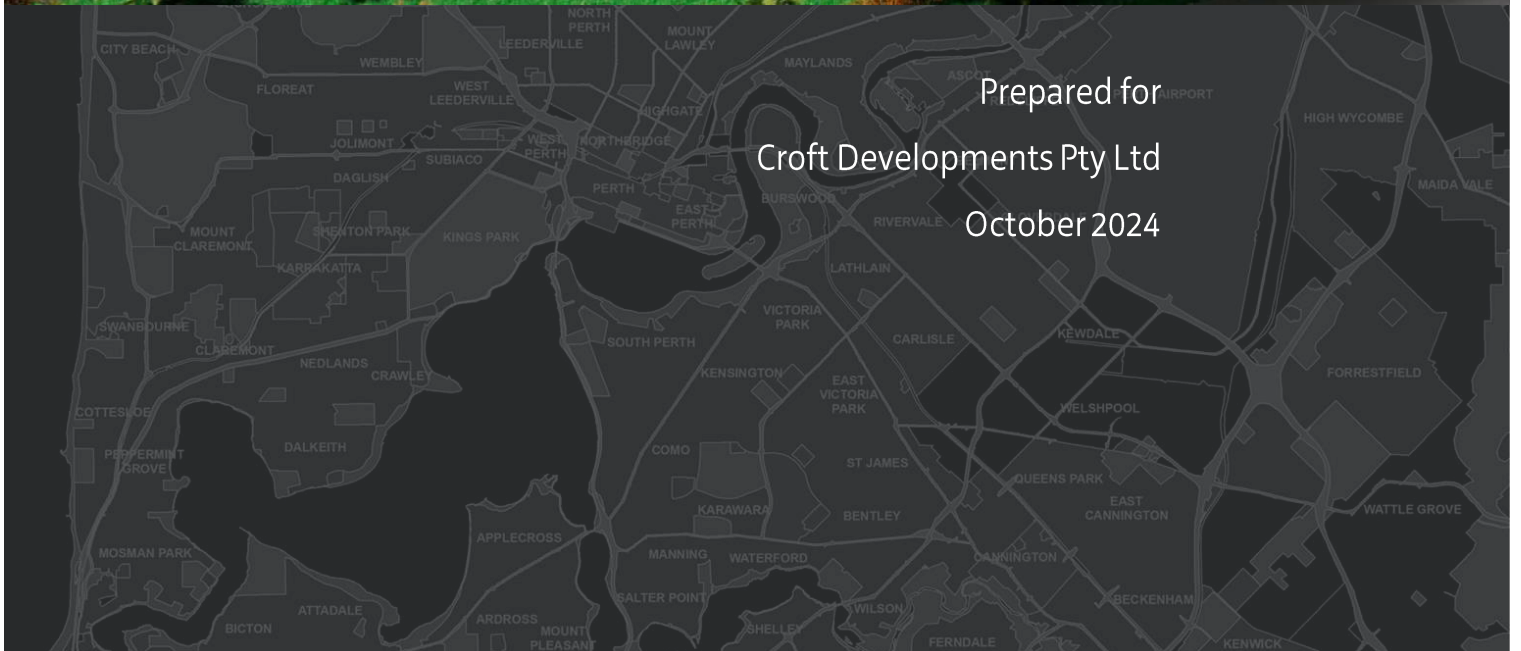 NORTH
PERTH
MOUNT
LAWLEY
CITY BEACH
LEEDERVILLE
WEMBLEY
MAYLANDS
ASCOT
Prepared for
AIRPORT
FLOREAT
WEST
LEEDERVILLE
HIGHGATE
HIGH WYCOMBE
JOLIMONT
WEST
PERTH
NORTHBRIDGE
SUBIACO
Croft Developments Pty Ltd
DAGLISH
PERTH
MAIDA VALE
BURSWOOD
EAST
PERTH
RIVERVALE
October 2024
MOUNT
CLAREMONT
SHENTON PARK
KINGS PARK
KARRAKATTA
LATHLAIN
VICTORIA
PARK
SWANBOURNE
CLAREMONT
SOUTH PERTH
CARLISLE
KEWDALE
NEDLANDS
CRAWLEY
KENSINGTON
EAST
VICTORIA
PARK
FORRESTFIELD
COTTESLOE
WELSHPOOL
DALKEITH
PEPPERMINT
GROVE
COMO
ST JAMES
QUEENS PARK
EAST
CANNINGTON
KARAWARA
BENTLEY
WATTLE GROVE
APPLECROSS
MOSMAN PARK
MANNING
WATERFORD
CANNINGTON
SALTER POINT
BECKENHAM
ATTADALE
WILSON
BICTON
ARDROSS
MOUNT
PLEASANT
SHELLEY
FERNDALE
KENWICK